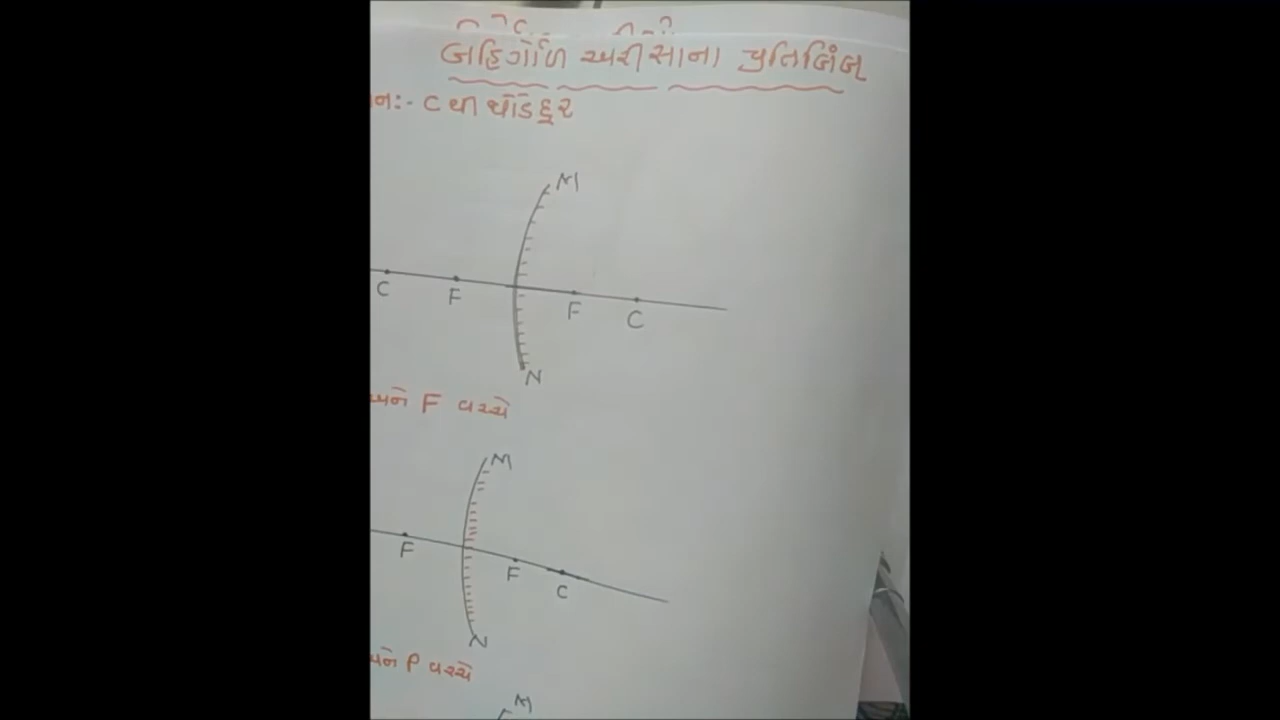 બહિર્ગોળ અરીસાના પ્રતિબિંબ
ન:- C થી થોડે દૂર
M
C F F C
N
અને F વચ્ચે
M
F F C
N
અને P વચ્ચે
M